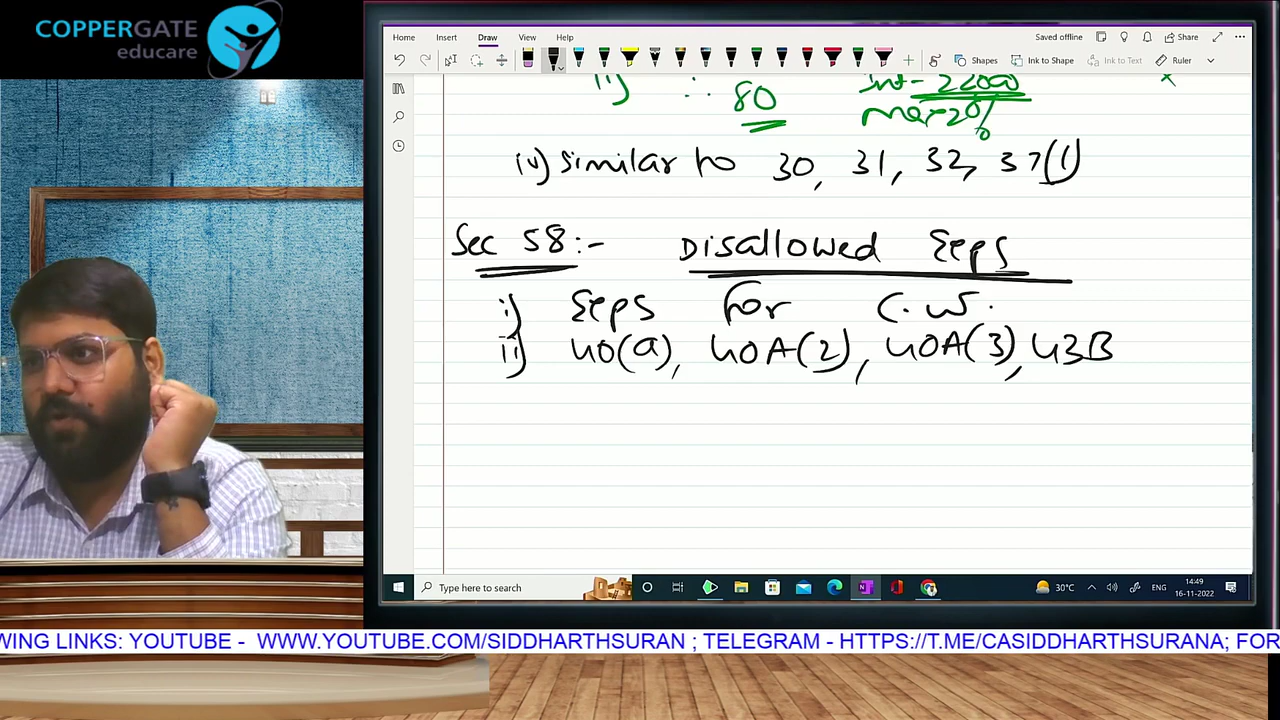 COPPERGATE
educare
Home Insert Draw View Help
Saved offline
Share
Shapes
Ink to Shape
Ink to Text
Ruler
ii) ∴ 80 Int - 22000
max 20%
iv) Similar to 30, 31, 32, 37(1)
Sec 58:- Disallowed Exps
i) Exps for C.W.
ii) 40(a), 40A(2), 40A(3), 43B
Type here to search
30°C
ENG
14:49
16-11-2022
WING LINKS: YOUTUBE - WWW.YOUTUBE.COM/SIDDHARTHSURAN ; TELEGRAM - HTTPS://T.ME/CASIDDHARTHSURANA; FOR